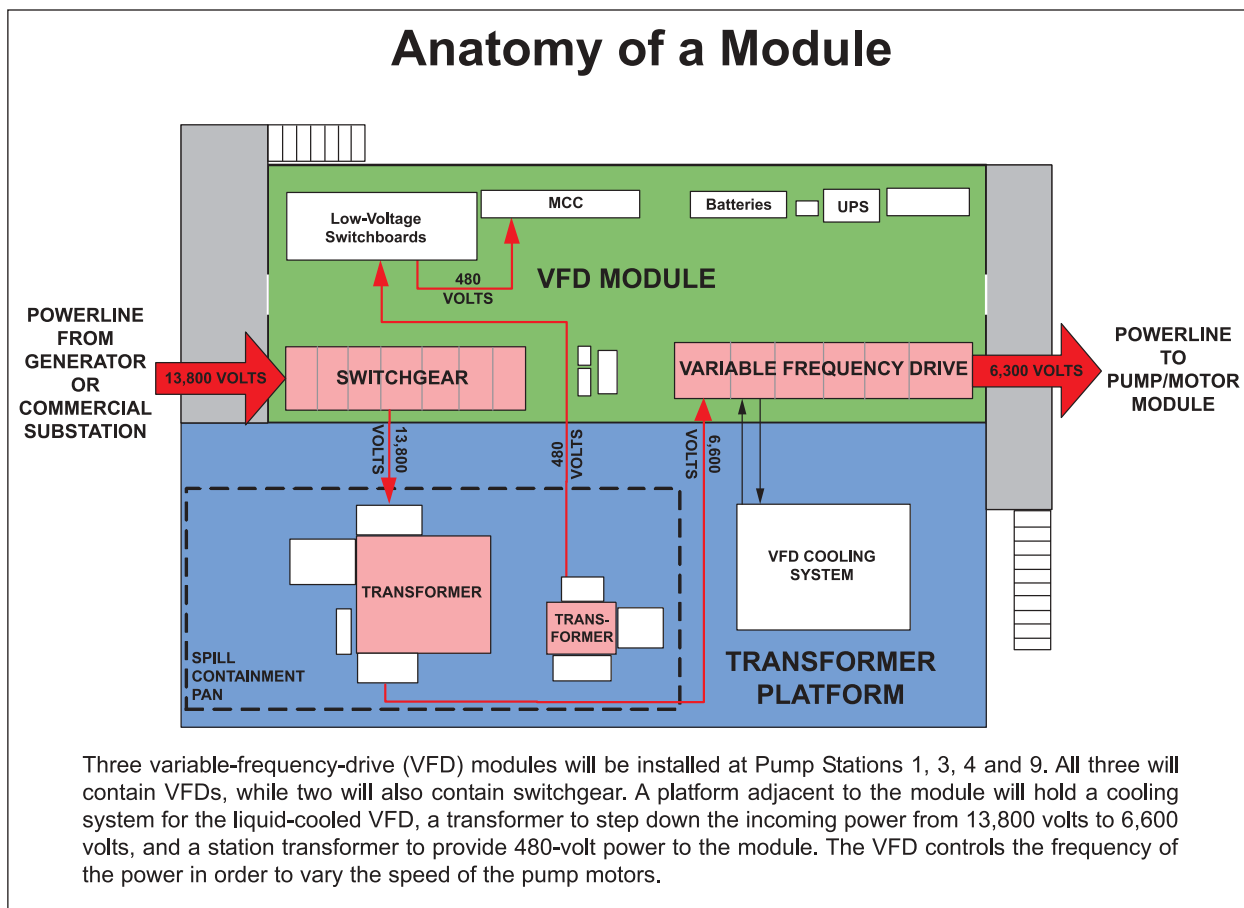 Anatomy of a Module
Low-Voltage
Switchboards
MCC
Batteries
UPS
480
VOLTS
VFD MODULE
POWERLINE
FROM
GENERATOR
OR
COMMERCIAL
SUBSTATION
13,800 VOLTS
SWITCHGEAR
VARIABLE FREQUENCY DRIVE
6,300 VOLTS
POWERLINE
TO
PUMP/MOTOR
MODULE
13,800
VOLTS
480
VOLTS
6,600
VOLTS
TRANSFORMER
TRANS-
FORMER
VFD COOLING
SYSTEM
SPILL
CONTAINMENT
PAN
TRANSFORMER
PLATFORM
Three variable-frequency-drive (VFD) modules will be installed at Pump Stations 1, 3, 4 and 9. All three will
contain VFDs, while two will also contain switchgear. A platform adjacent to the module will hold a cooling
system for the liquid-cooled VFD, a transformer to step down the incoming power from 13,800 volts to 6,600
volts, and a station transformer to provide 480-volt power to the module. The VFD controls the frequency of
the power in order to vary the speed of the pump motors.